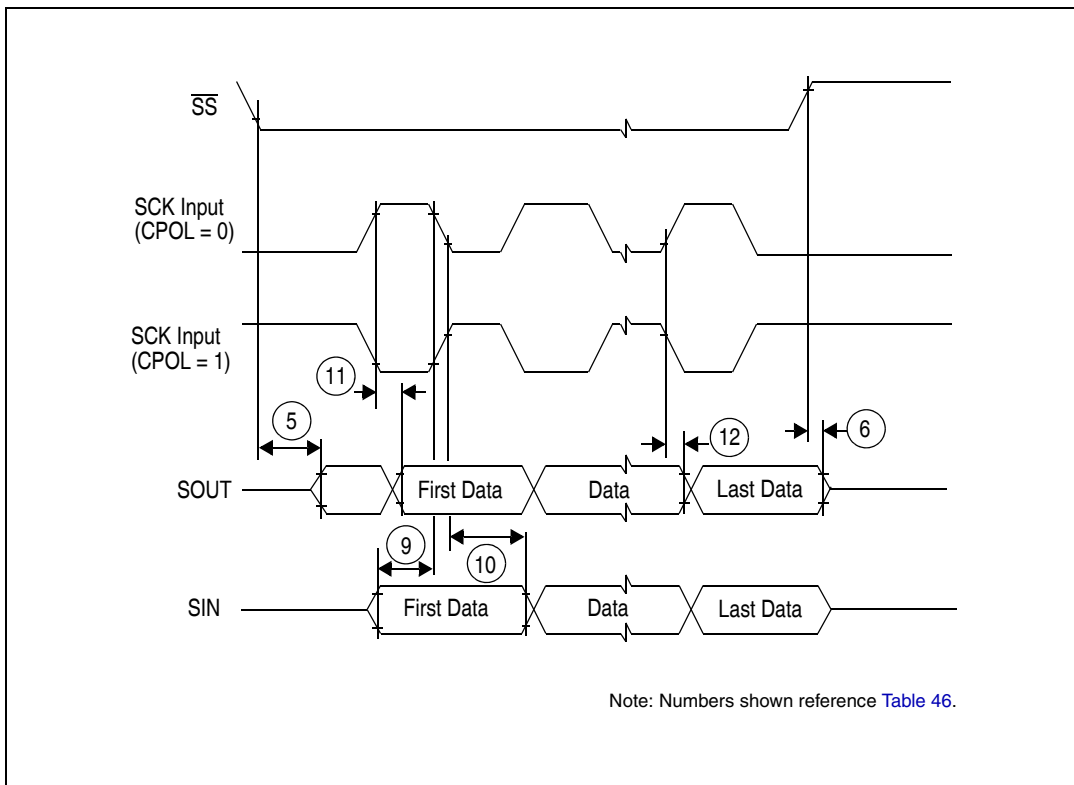 SS
SCK Input
(CPOL = 0)
SCK Input
(CPOL = 1)
11
5
12
6
SOUT
First Data
Data
Last Data
9
10
SIN
First Data
Data
Last Data
Note: Numbers shown reference Table 46.